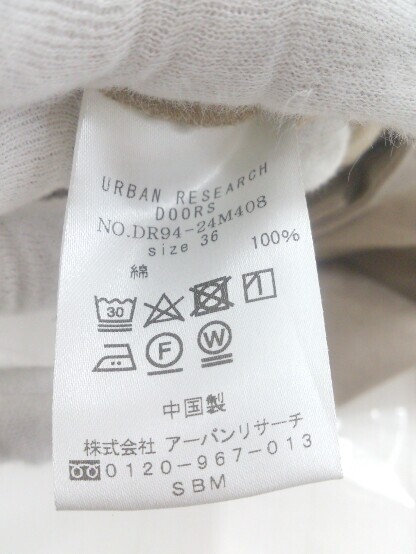 URBAN RESEARCH
DOORS
NO.DR94-24M408
size 36
綿 100%
30
F W
中国製
株式会社 アーバンリサーチ
0120-967-013
SBM